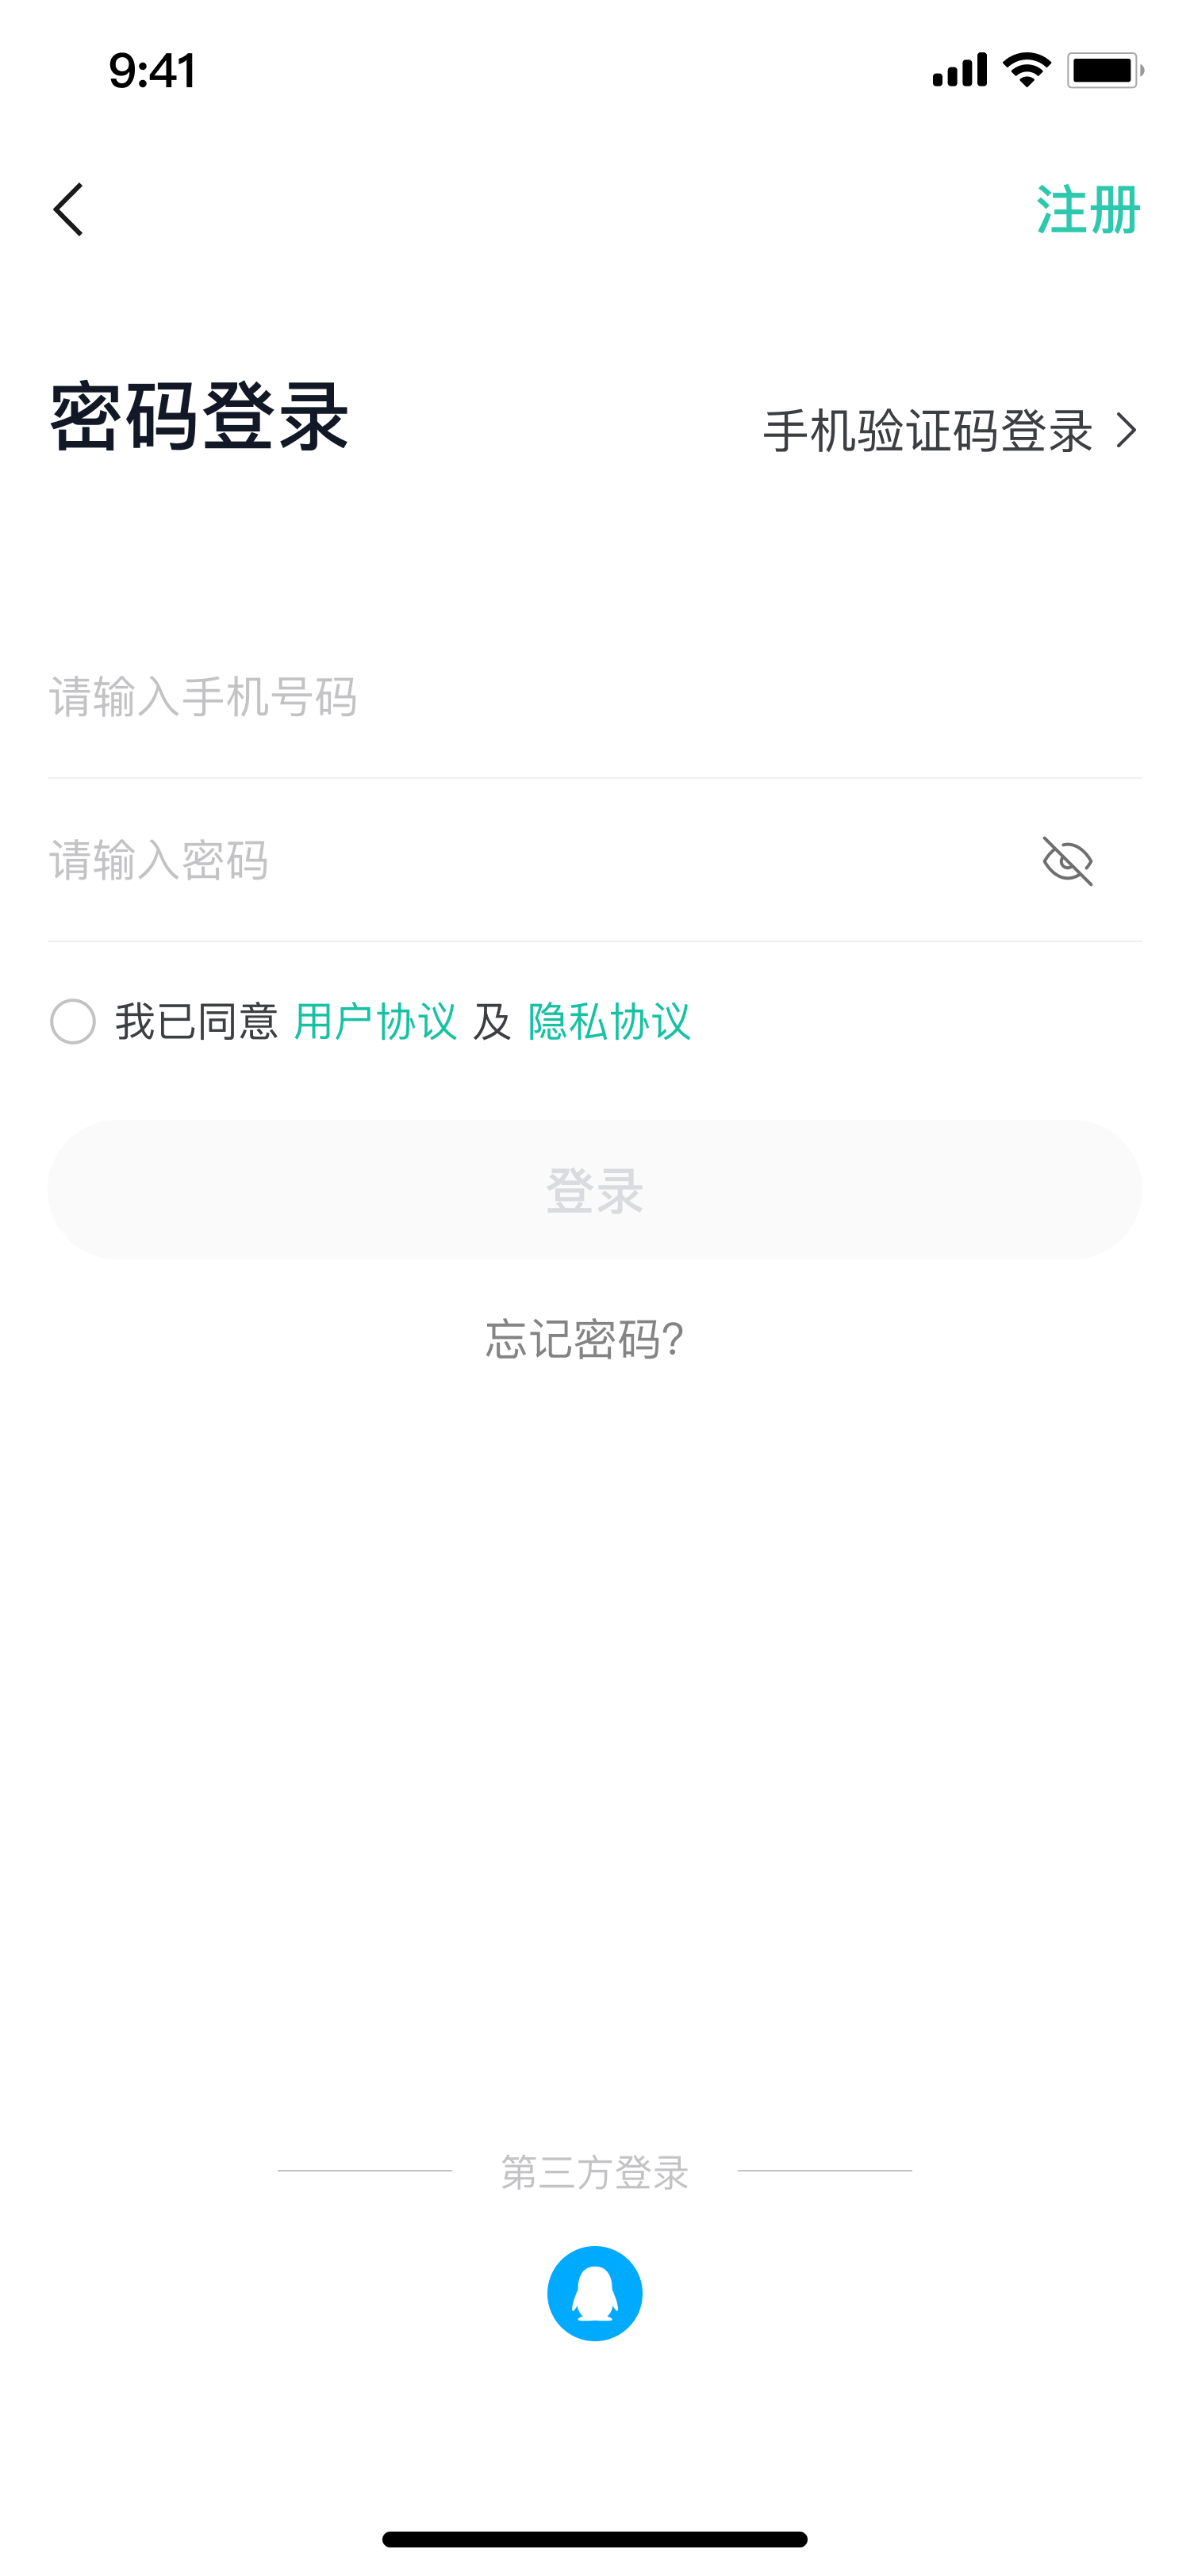 9:41
注册
密码登录
手机验证码登录
请输入手机号码
请输入密码
我已同意 用户协议 及 隐私协议
登录
忘记密码?
第三方登录